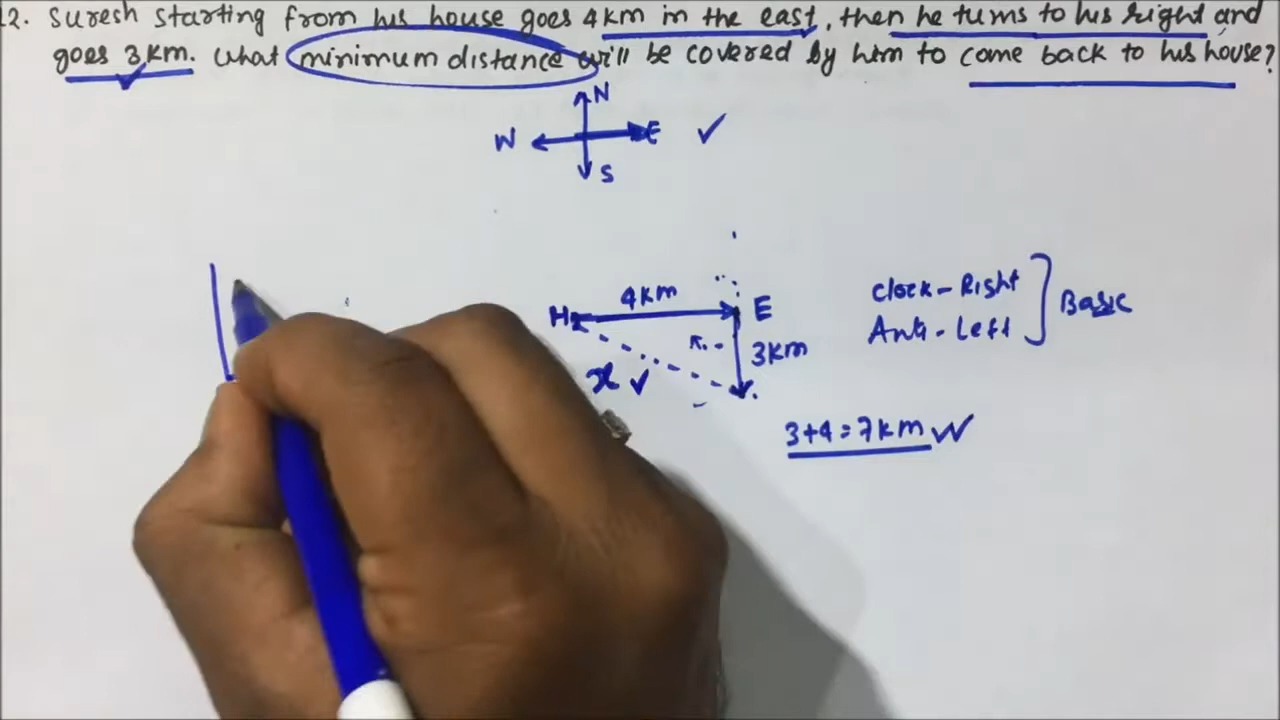 12. Suresh starting from his house goes 4km in the east, then he turns to his right and
goes 3km. What minimum distance will be covered by him to come back to his house?
N
W E
S
4km
H E
3km
x
Clock-Right
Anti-Left
Basic
3+4=7km